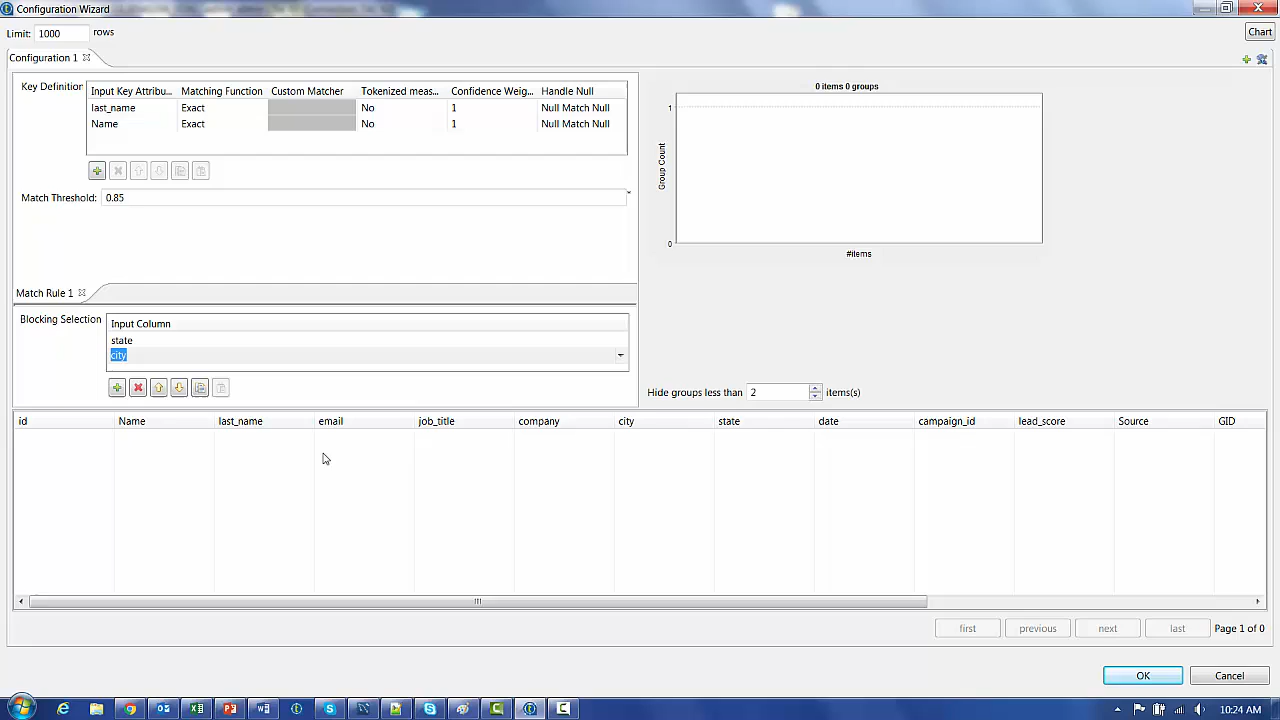 Configuration Wizard
Limit: 1000 rows
Chart
Configuration 1
Key Definition
Input Key Attribu... Matching Function Custom Matcher Tokenized meas... Confidence Weig... Handle Null
last_name Exact No 1 Null Match Null
Name Exact No 1 Null Match Null
Match Threshold: 0.85
Match Rule 1
Blocking Selection
Input Column
state
city
0 items 0 groups
1
Group Count
0
#items
Hide groups less than 2 items(s)
id Name last_name email job_title company city state date campaign_id lead_score Source GID
first previous next last Page 1 of 0
OK Cancel
10:24 AM